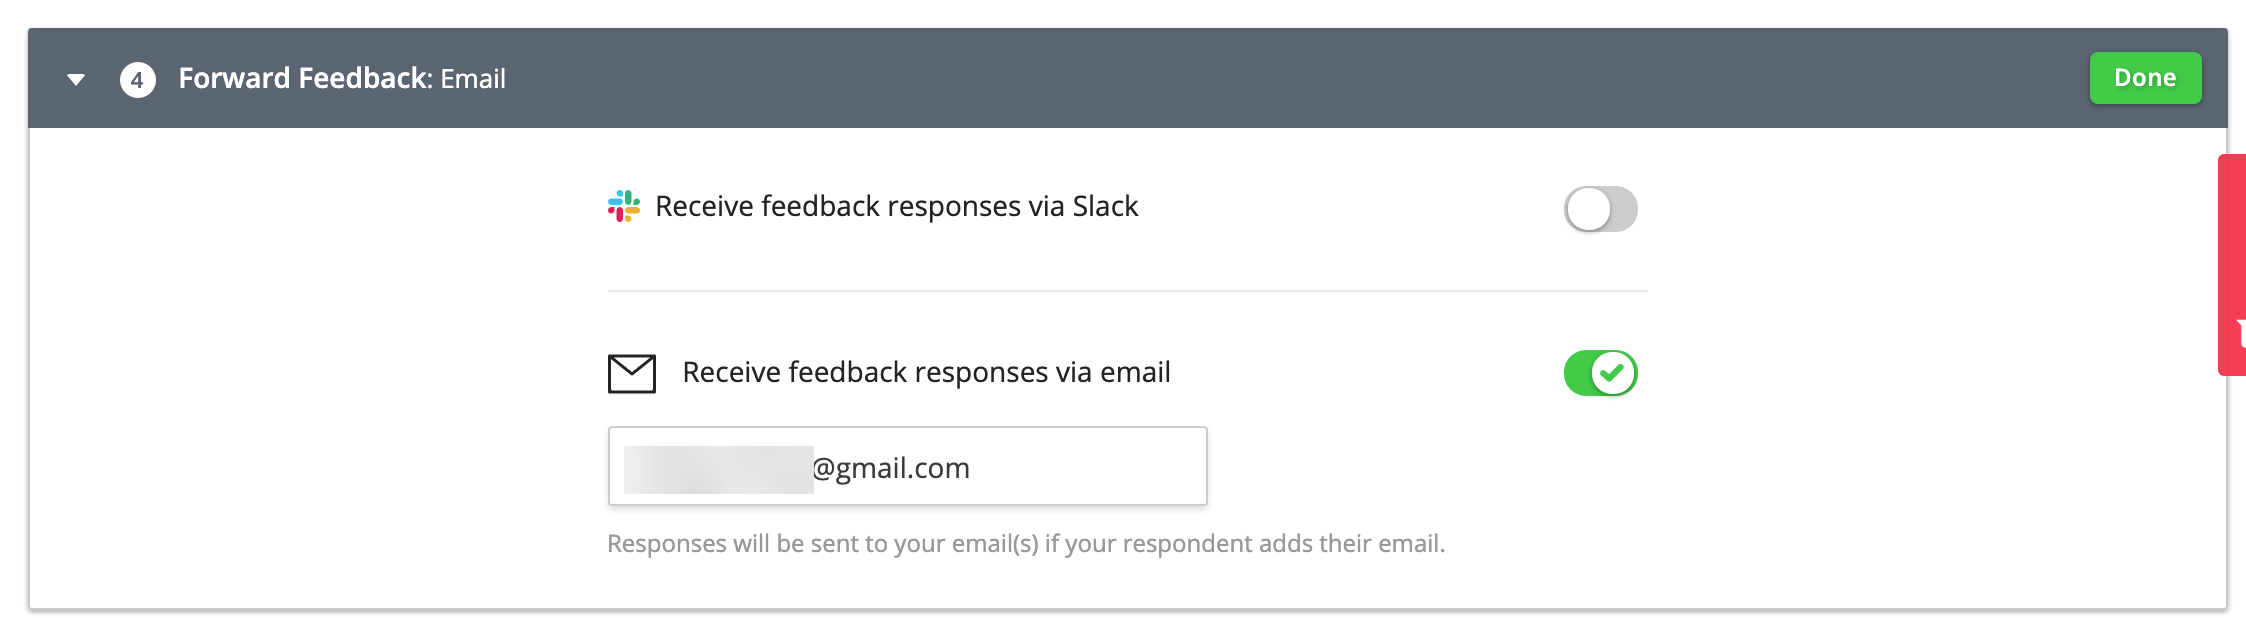 4 Forward Feedback: Email
Done
Receive feedback responses via Slack
Receive feedback responses via email
@gmail.com
Responses will be sent to your email(s) if your respondent adds their email.